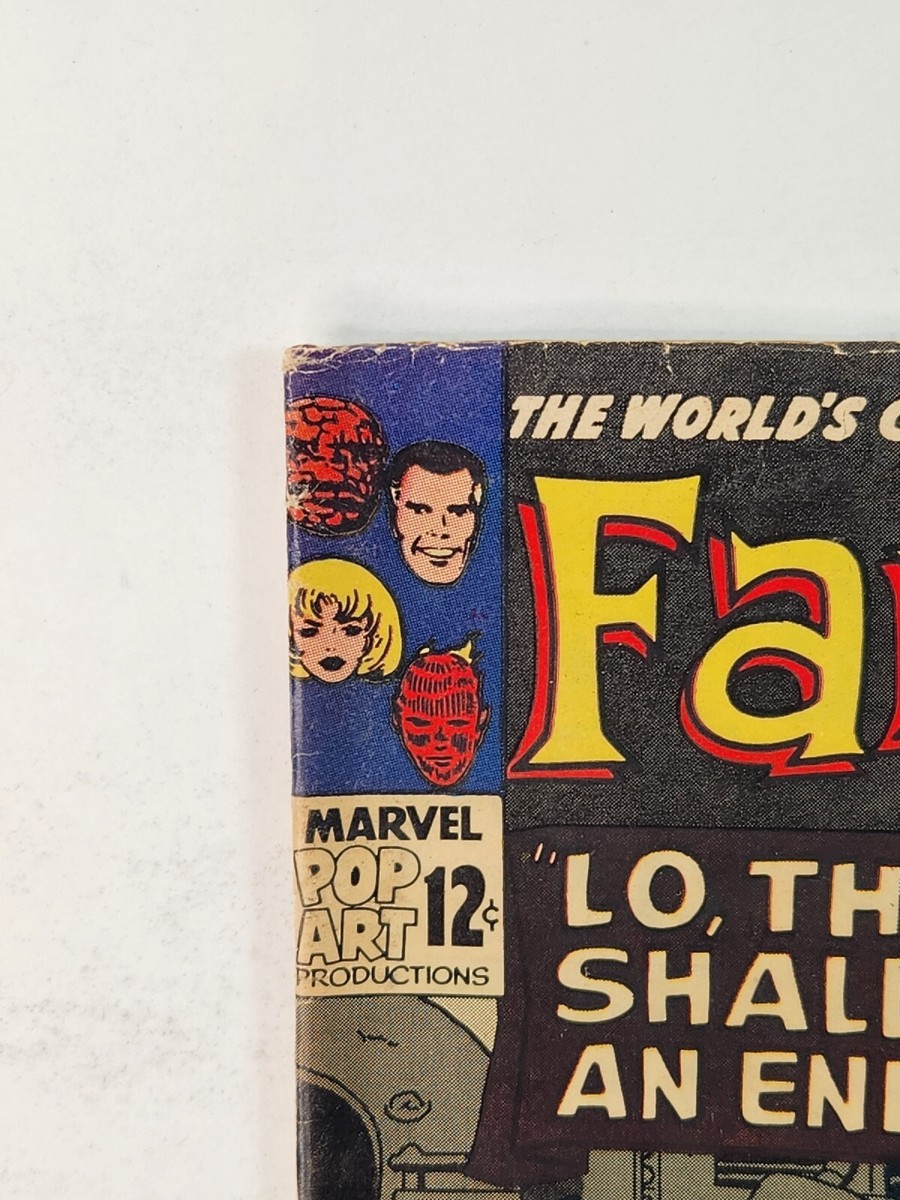 THE WORLD'S
Fa
MARVEL
POP
ART 12¢
PRODUCTIONS
"LO, TH
SHAL
AN EN